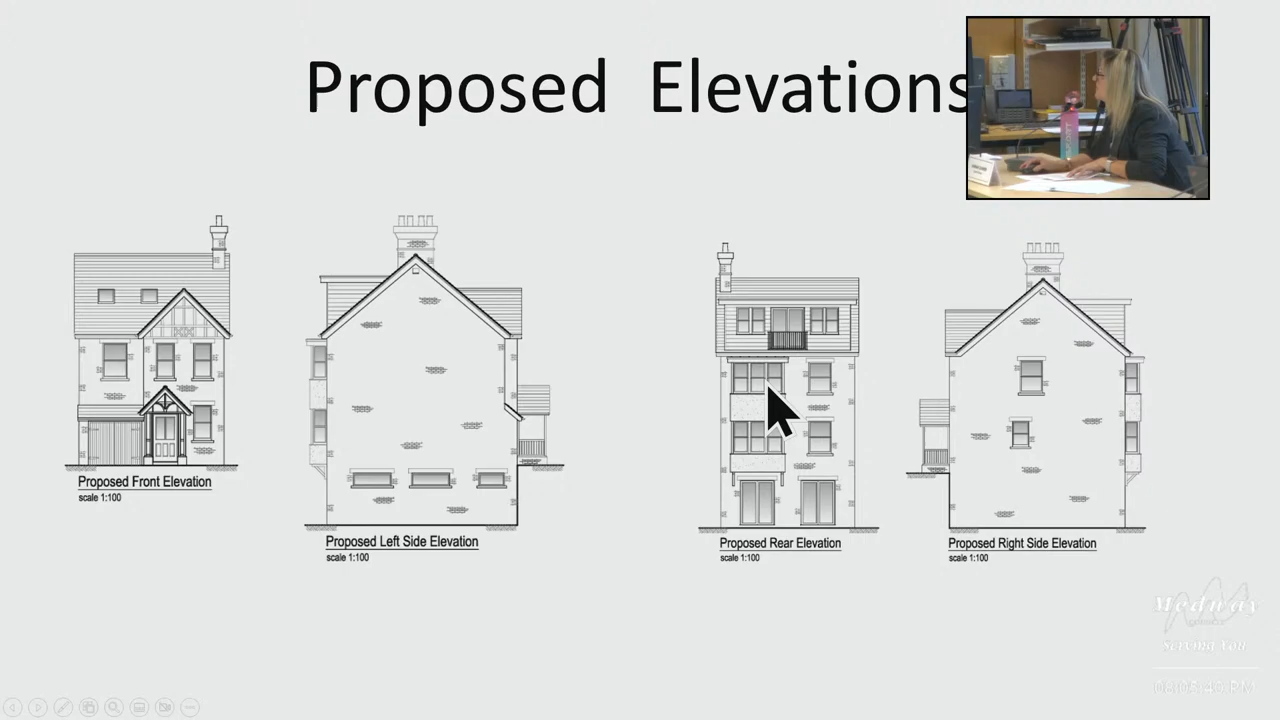 Proposed Elevations
Proposed Front Elevation
scale 1:100
Proposed Left Side Elevation
scale 1:100
Proposed Rear Elevation
scale 1:100
Proposed Right Side Elevation
scale 1:100
Medway
Serving You